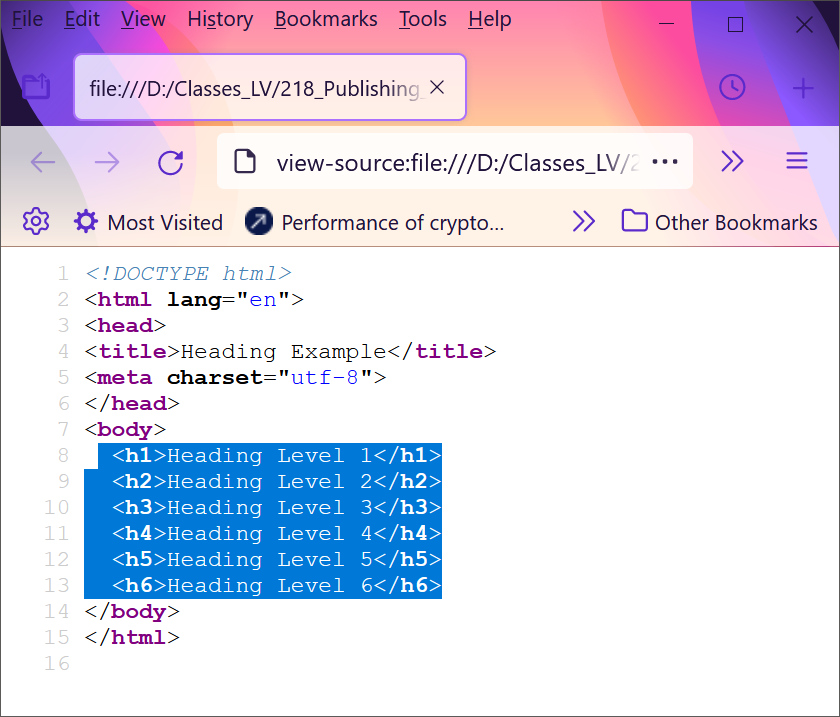 File Edit View History Bookmarks Tools Help
file:///D:/Classes_LV/218_Publishing_
view-source:file:///D:/Classes_LV/2
Most Visited Performance of crypto... Other Bookmarks
1 <!DOCTYPE html>
2 <html lang="en">
3 <head>
4 <title>Heading Example</title>
5 <meta charset="utf-8">
6 </head>
7 <body>
8 <h1>Heading Level 1</h1>
9 <h2>Heading Level 2</h2>
10 <h3>Heading Level 3</h3>
11 <h4>Heading Level 4</h4>
12 <h5>Heading Level 5</h5>
13 <h6>Heading Level 6</h6>
14 </body>
15 </html>
16